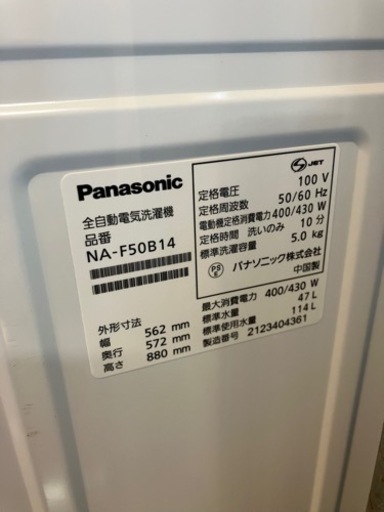 Panasonic
全自動電気洗濯機
品番
NA-F50B14
外形寸法
幅 562 mm
奥行 572 mm
高さ 880 mm
S JET
定格電圧 100 V
定格周波数 50/60 Hz
電動機定格消費電力 400/430 W
定格時間 洗いのみ 10 分
標準洗濯容量 5.0 kg
PS E
パナソニック株式会社
中国製
最大消費電力 400/430 W
標準水量 47 L
標準使用水量 114 L
製造番号 2123404361